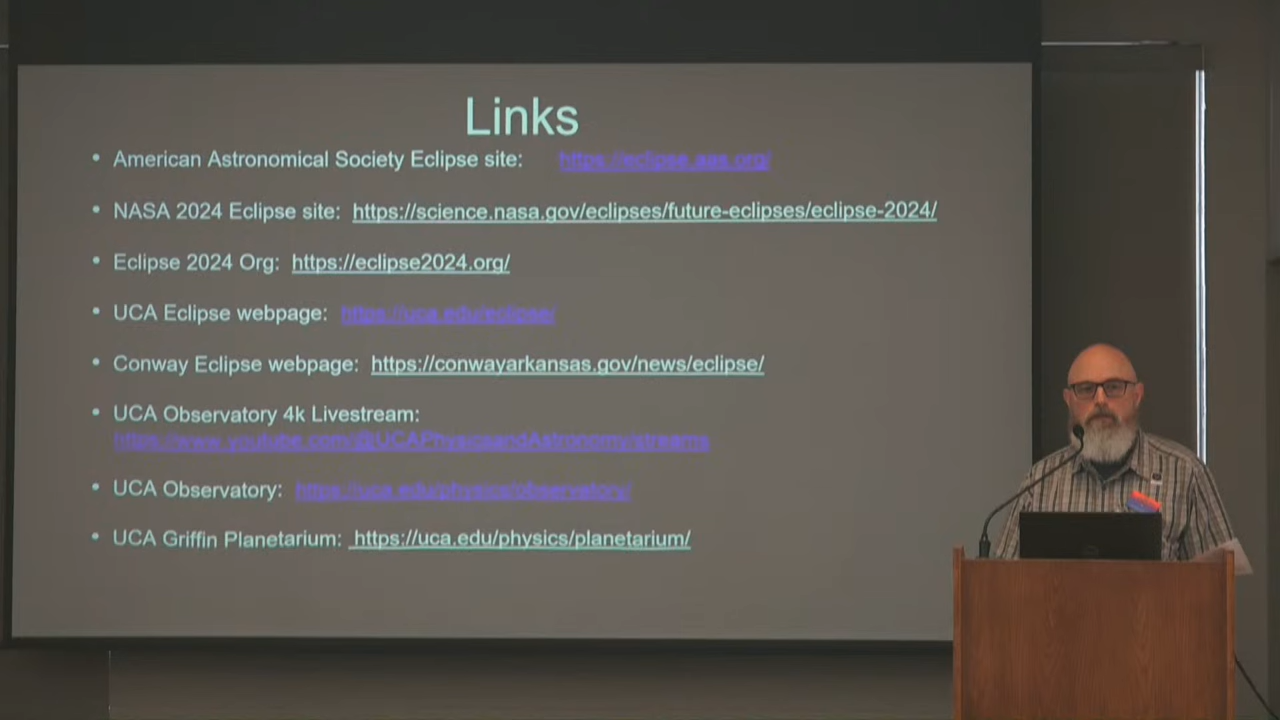 Links
• American Astronomical Society Eclipse site: https://eclipse.aas.org/
• NASA 2024 Eclipse site: https://science.nasa.gov/eclipses/future-eclipses/eclipse-2024/
• Eclipse 2024 Org: https://eclipse2024.org/
• UCA Eclipse webpage: https://uca.edu/eclipse/
• Conway Eclipse webpage: https://conwayarkansas.gov/news/eclipse/
• UCA Observatory 4k Livestream:
https://www.youtube.com/@UCAPhysicsandAstronomy/streams
• UCA Observatory: https://uca.edu/physics/observatory/
• UCA Griffin Planetarium: https://uca.edu/physics/planetarium/